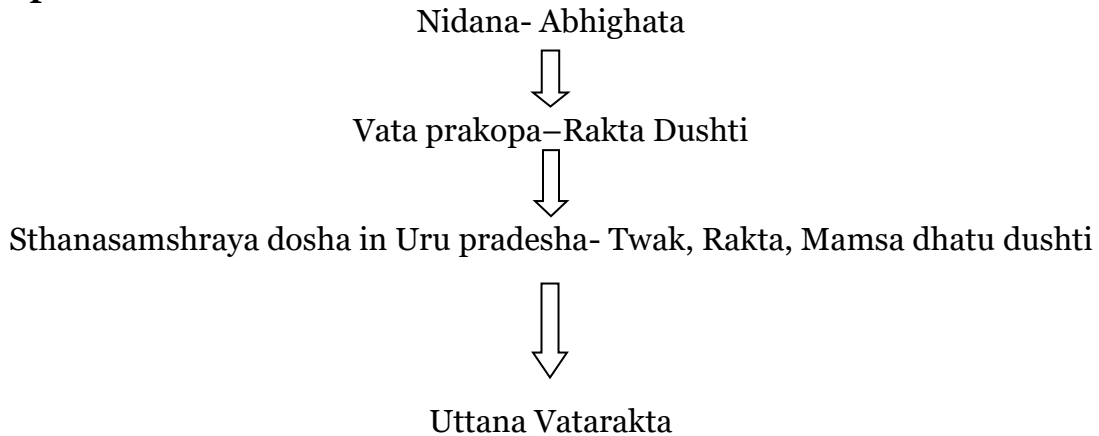 Nidana- Abhighata
Vata prakopa–Rakta Dushti
Sthanasamshraya dosha in Uru pradesha- Twak, Rakta, Mamsa dhatu dushti
Uttana Vatarakta